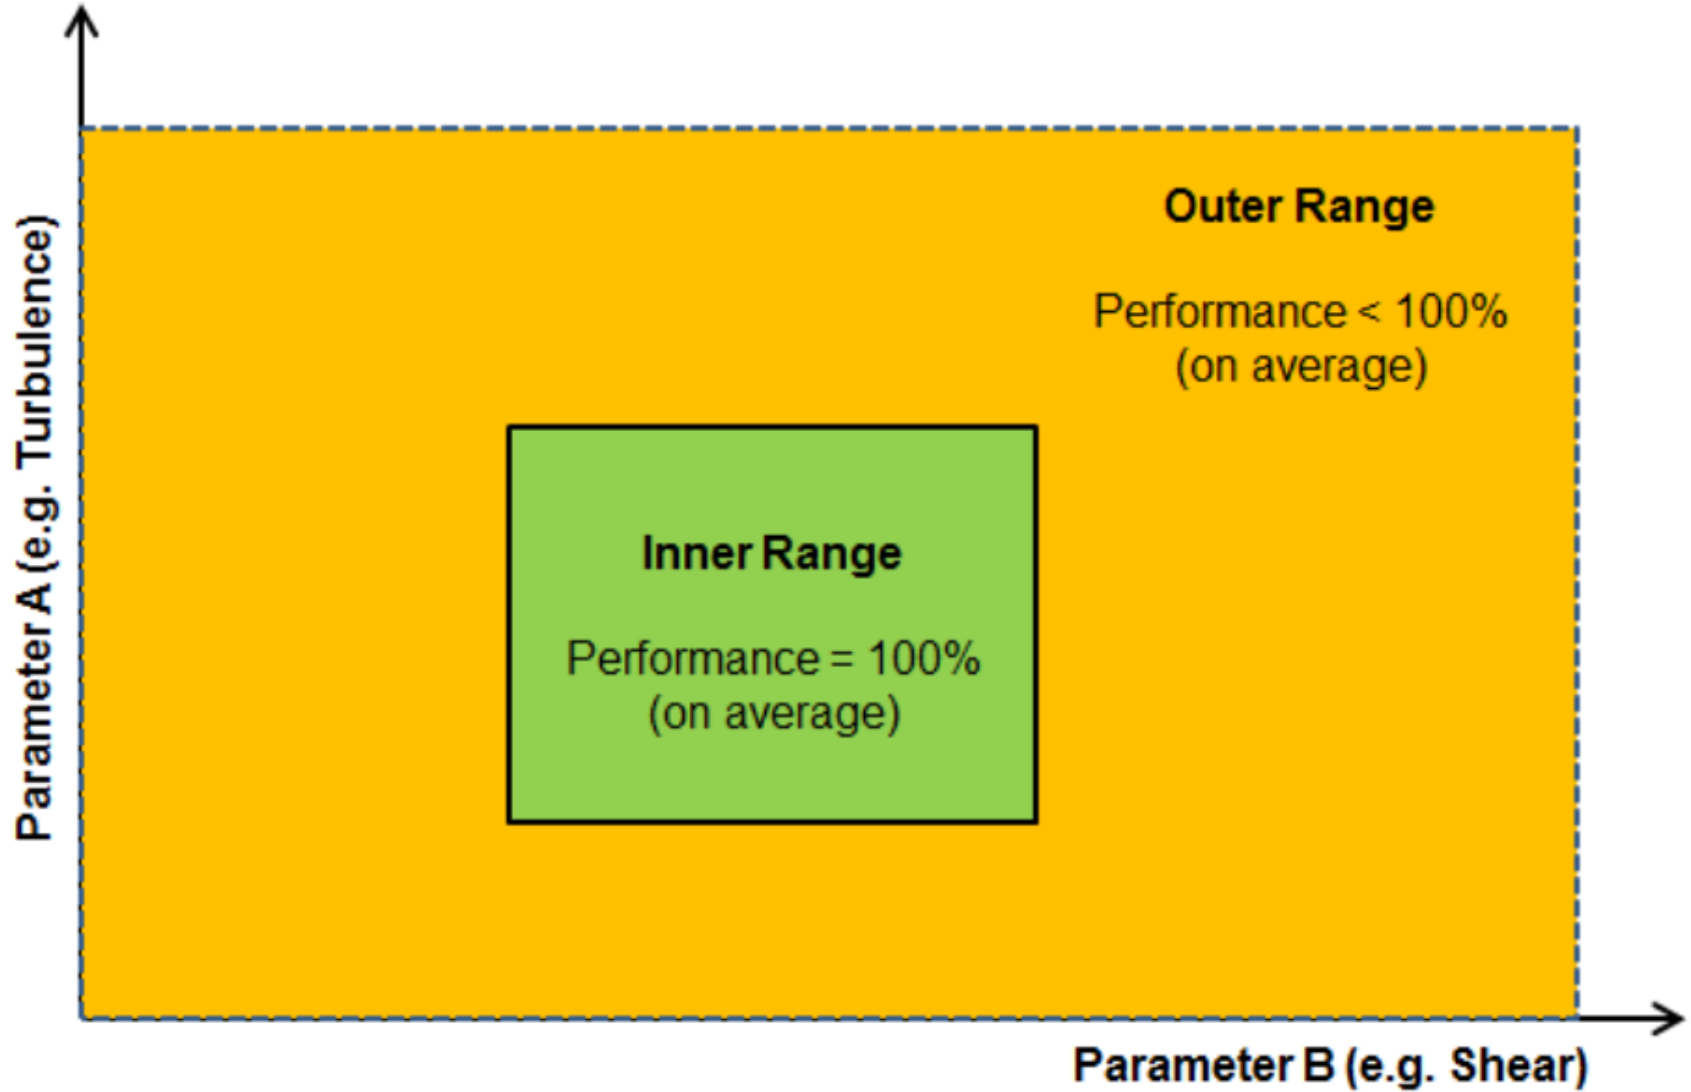 Parameter A (e.g. Turbulence)
Outer Range
Performance < 100%
(on average)
Inner Range
Performance = 100%
(on average)
Parameter B (e.g. Shear)